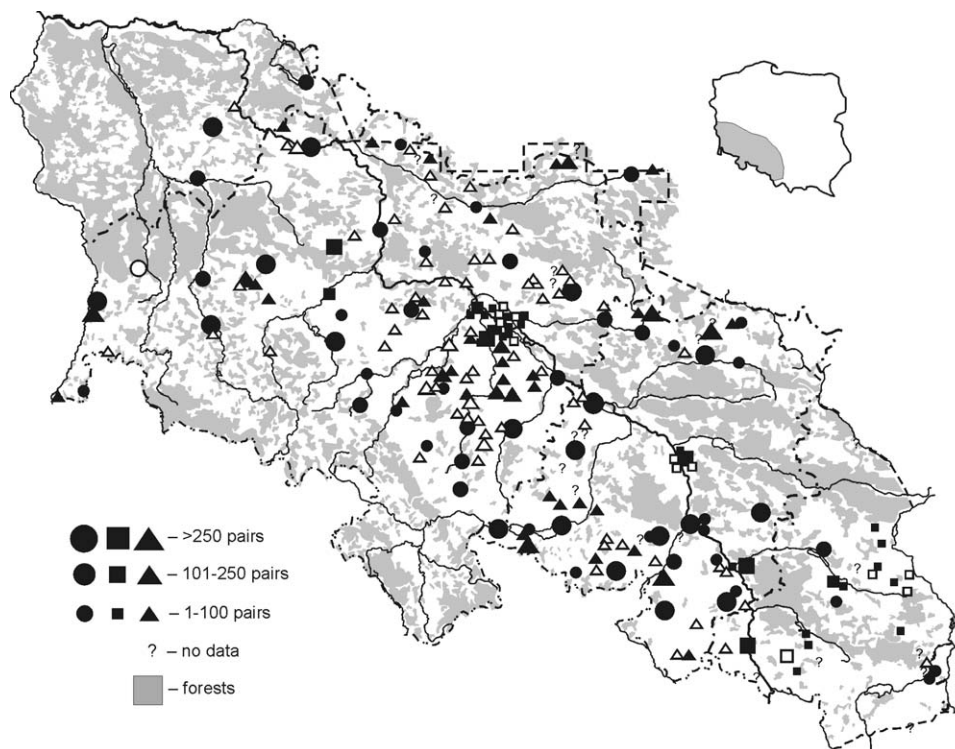 – >250 pairs
– 101-250 pairs
– 1-100 pairs
? – no data
– forests